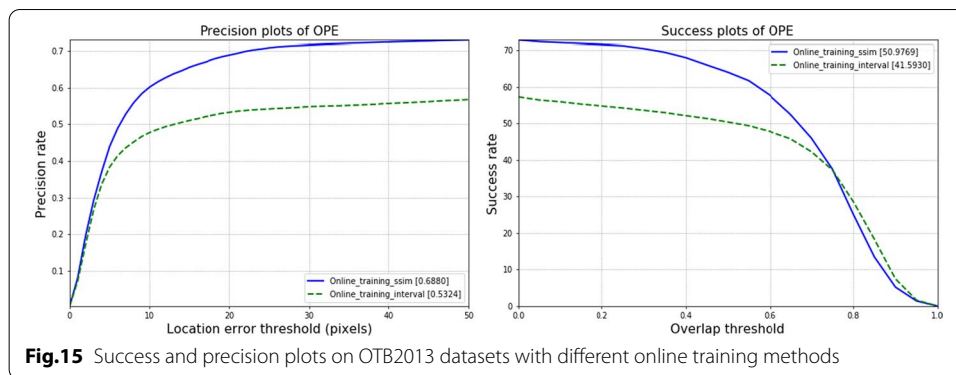 Precision plots of OPE
0.7
0.6
0.5
0.4
0.3
0.2
0.1
Precision rate
Online_training_ssim [0.6880]
Online_training_interval [0.5324]
0 10 20 30 40 50
Location error threshold (pixels)
Success plots of OPE
70
60
50
40
30
20
10
0
Success rate
Online_training_ssim [50.9769]
Online_training_interval [41.5930]
0.0 0.2 0.4 0.6 0.8 1.0
Overlap threshold
Fig.15 Success and precision plots on OTB2013 datasets with different online training methods